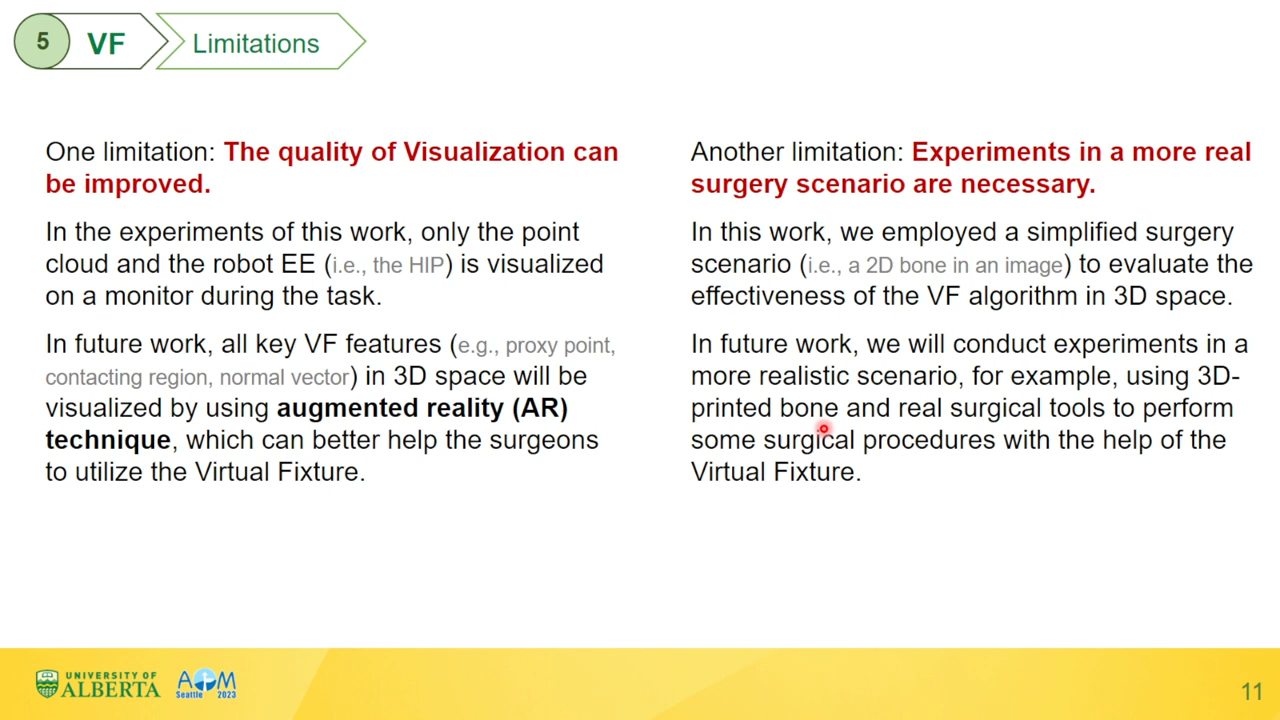 5
VF
Limitations
One limitation: The quality of Visualization can
be improved.
In the experiments of this work, only the point
cloud and the robot EE (i.e., the HIP) is visualized
on a monitor during the task.
In future work, all key VF features (e.g., proxy point,
contacting region, normal vector) in 3D space will be
visualized by using augmented reality (AR)
technique, which can better help the surgeons
to utilize the Virtual Fixture.
Another limitation: Experiments in a more real
surgery scenario are necessary.
In this work, we employed a simplified surgery
scenario (i.e., a 2D bone in an image) to evaluate the
effectiveness of the VF algorithm in 3D space.
In future work, we will conduct experiments in a
more realistic scenario, for example, using 3D-
printed bone and real surgical tools to perform
some surgical procedures with the help of the
Virtual Fixture.
UNIVERSITY OF
ALBERTA
AIM
Seattle 2023
11